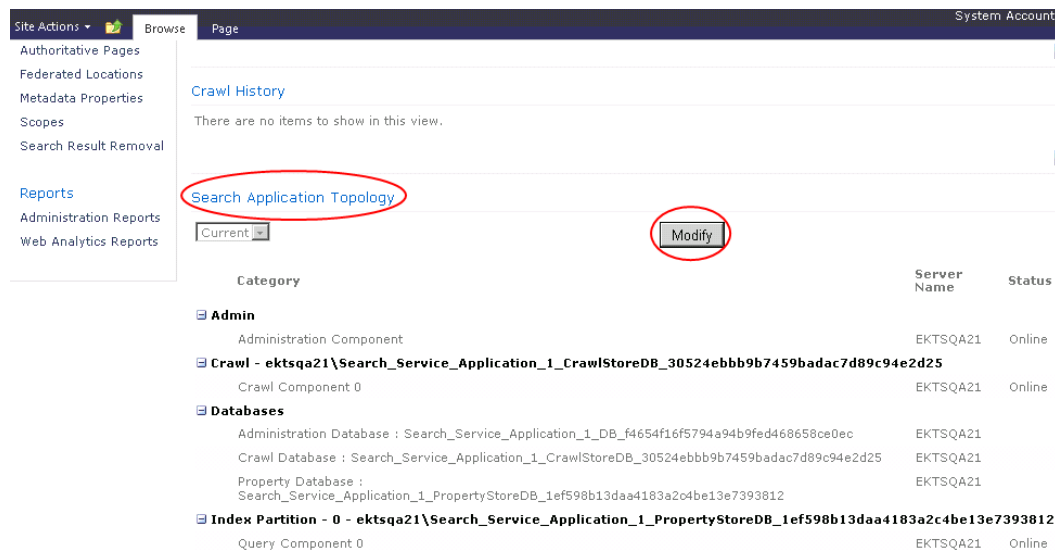 Site Actions
Browse
Page
System Account
Authoritative Pages
Federated Locations
Metadata Properties
Scopes
Search Result Removal
Reports
Administration Reports
Web Analytics Reports
Crawl History
There are no items to show in this view.
Search Application Topology
Current
Modify
Category
Server Name
Status
Admin
Administration Component EKTSQA21 Online
Crawl - ektsqa21\Search_Service_Application_1_CrawlStoreDB_30524ebbb9b7459badac7d89c94e2d25
Crawl Component 0 EKTSQA21 Online
Databases
Administration Database : Search_Service_Application_1_DB_f4654f16f5794a94b9fed468658ce0ec EKTSQA21
Crawl Database : Search_Service_Application_1_CrawlStoreDB_30524ebbb9b7459badac7d89c94e2d25 EKTSQA21
Property Database : EKTSQA21
Search_Service_Application_1_PropertyStoreDB_1ef598b13daa4183a2c4be13e7393812
Index Partition - 0 - ektsqa21\Search_Service_Application_1_PropertyStoreDB_1ef598b13daa4183a2c4be13e7393812
Query Component 0 EKTSQA21 Online